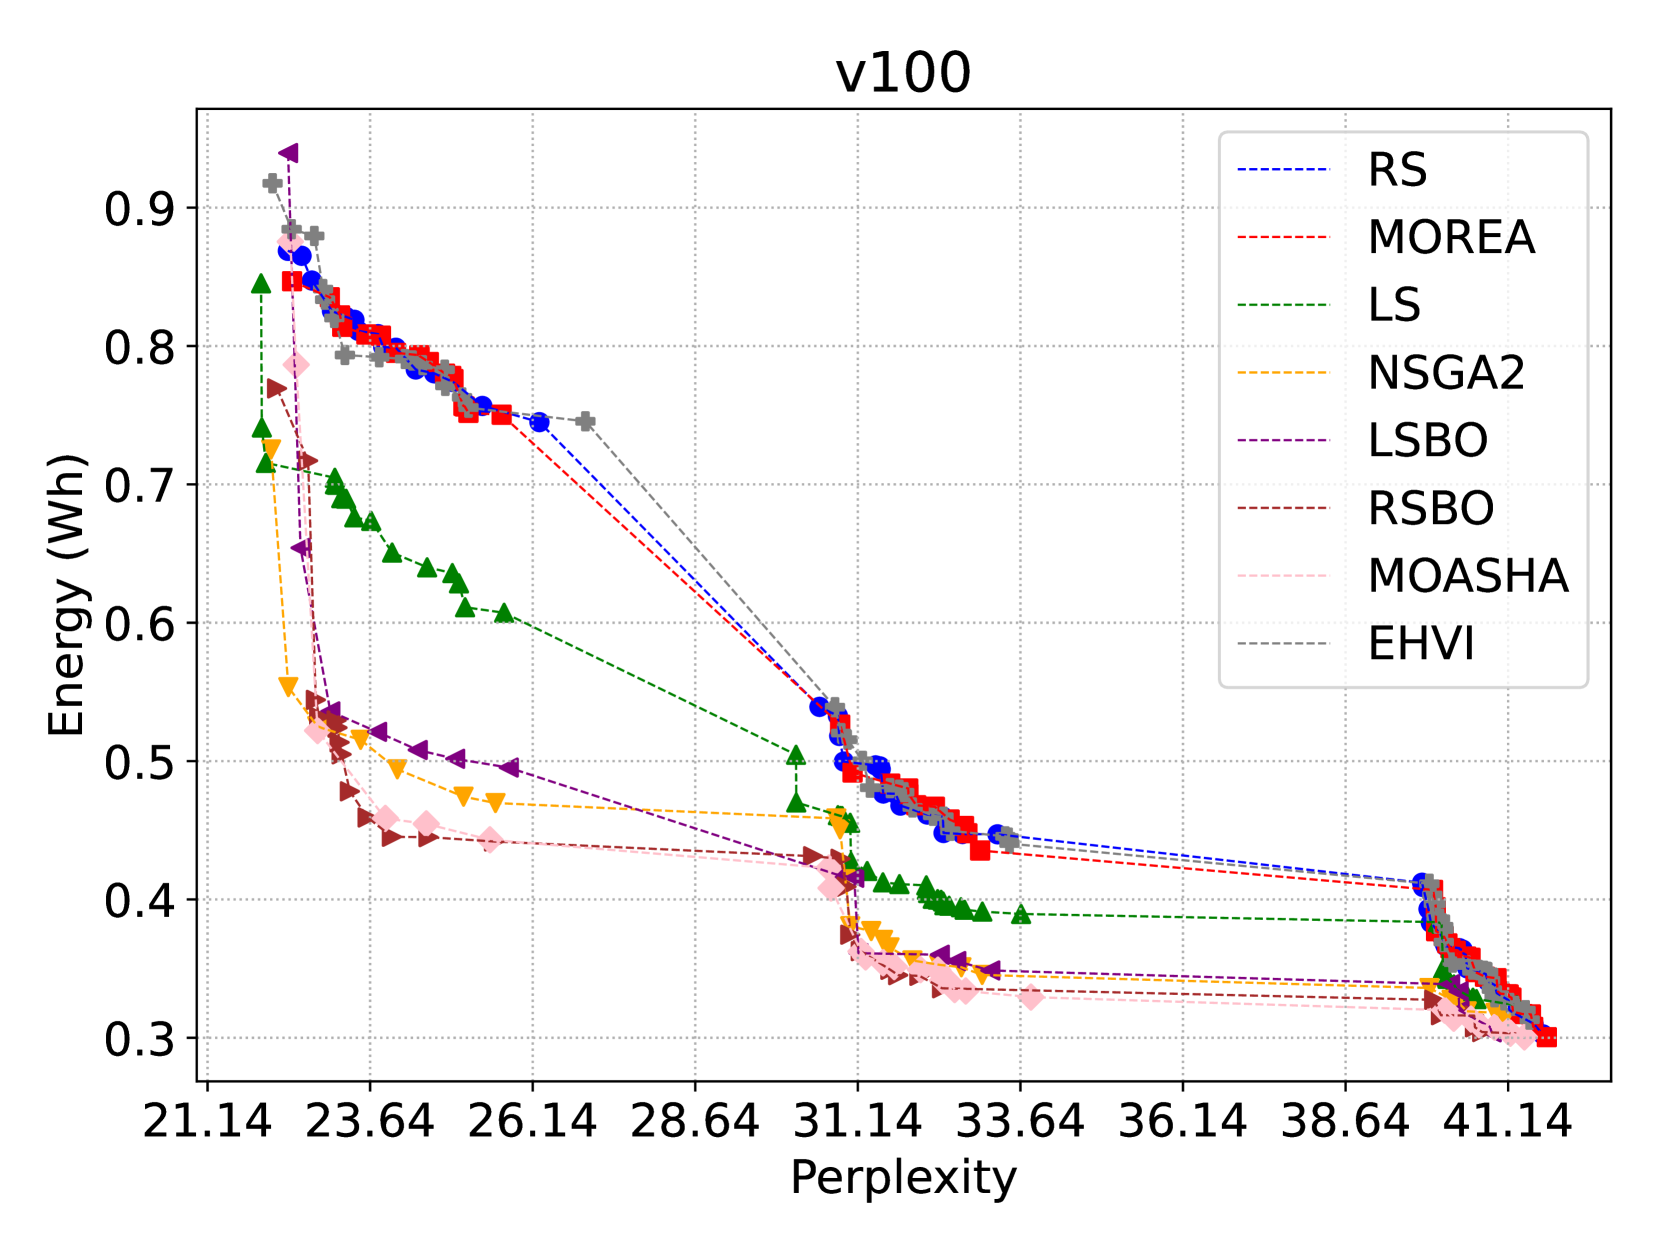 v100
RS
MOREA
LS
NSGA2
LSBO
RSBO
MOASHA
EHVI
Energy (Wh)
0.9
0.8
0.7
0.6
0.5
0.4
0.3
21.14 23.64 26.14 28.64 31.14 33.64 36.14 38.64 41.14
Perplexity